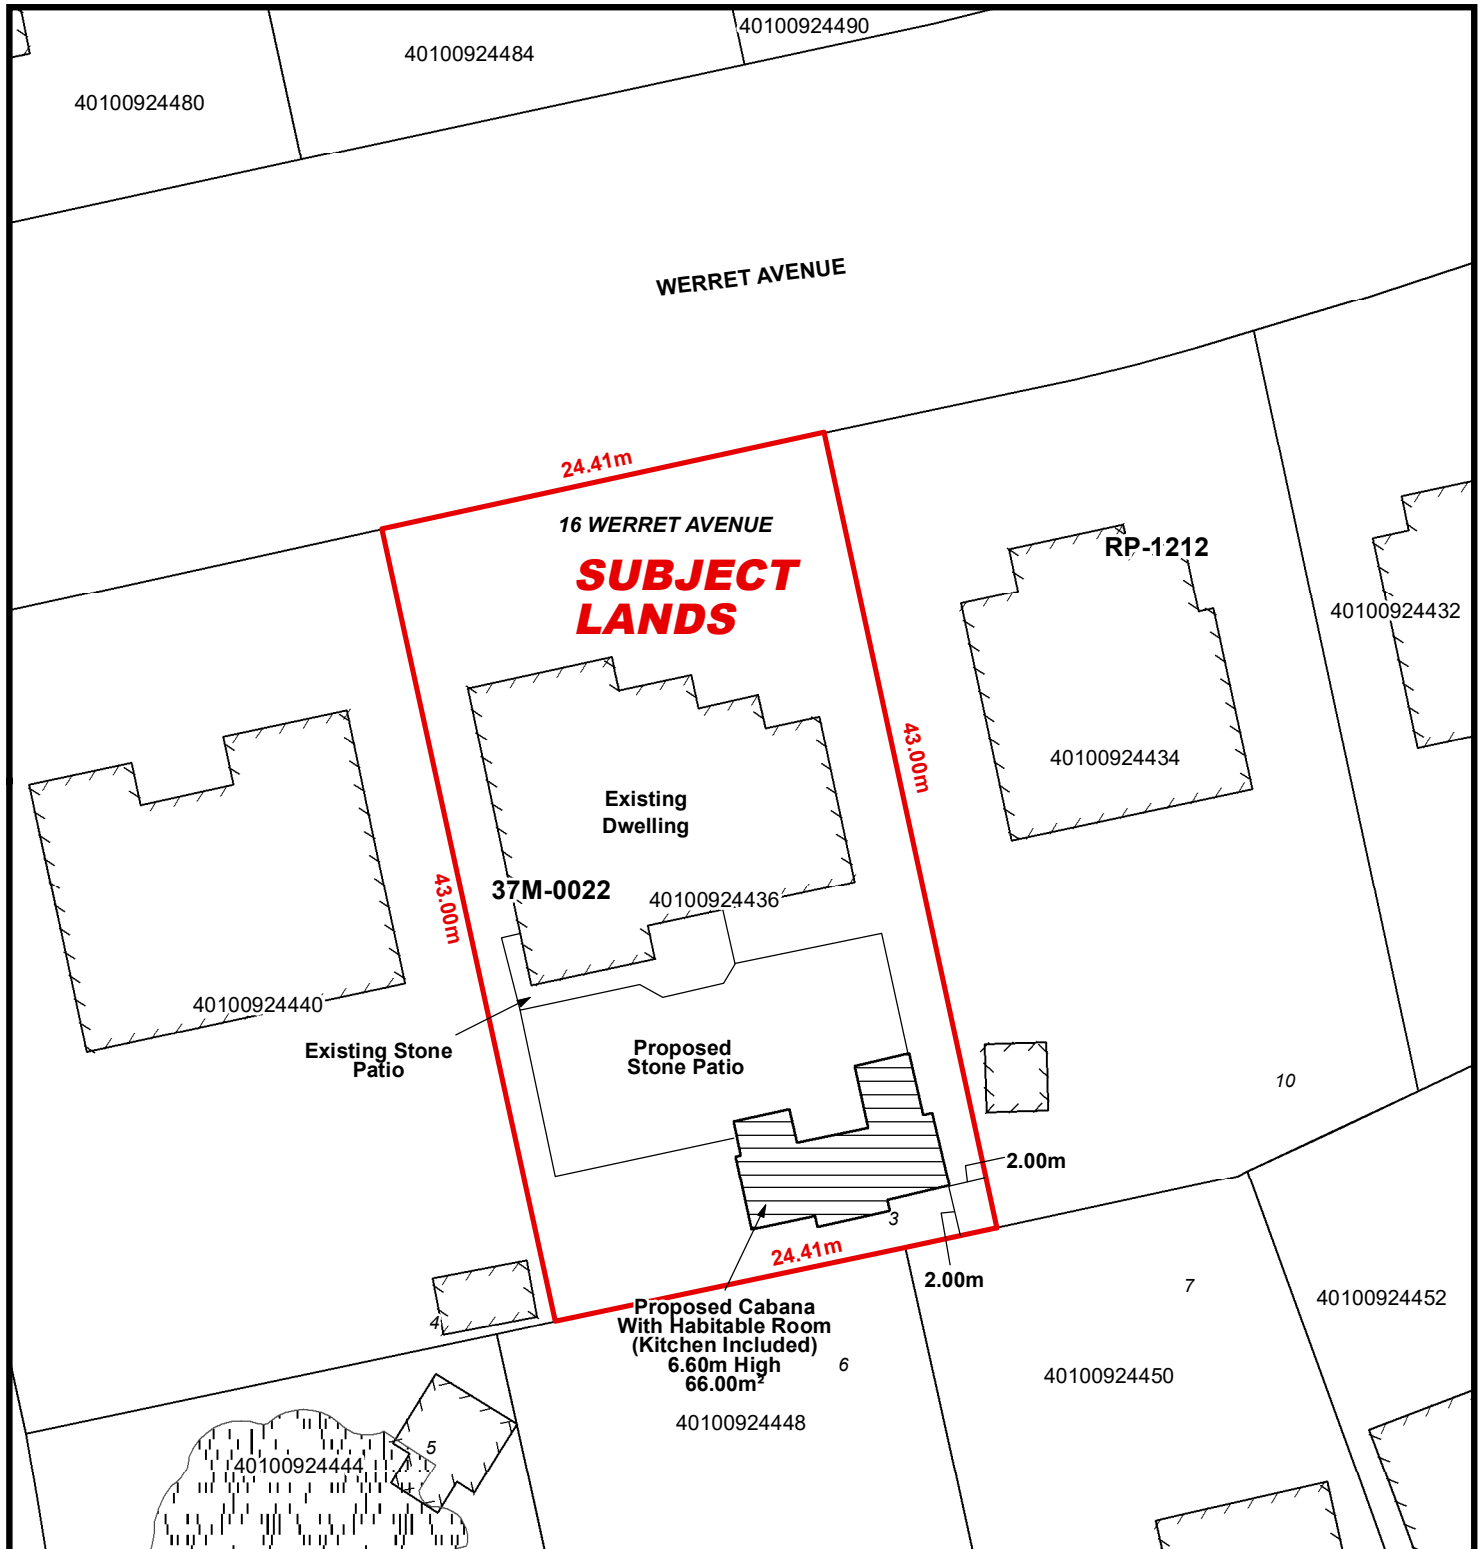 40100924490
40100924484
40100924480
WERRET AVENUE
24.41m
16 WERRET AVENUE
SUBJECT
LANDS
RP-1212
40100924432
43.00m
40100924434
Existing
Dwelling
43.00m
37M-0022
40100924436
40100924440
Existing Stone
Patio
Proposed
Stone Patio
10
2.00m
3
24.41m
2.00m
7
40100924452
4
Proposed Cabana
With Habitable Room
(Kitchen Included)
6.60m High
66.00m²
6
40100924450
40100924448
5
40100924444